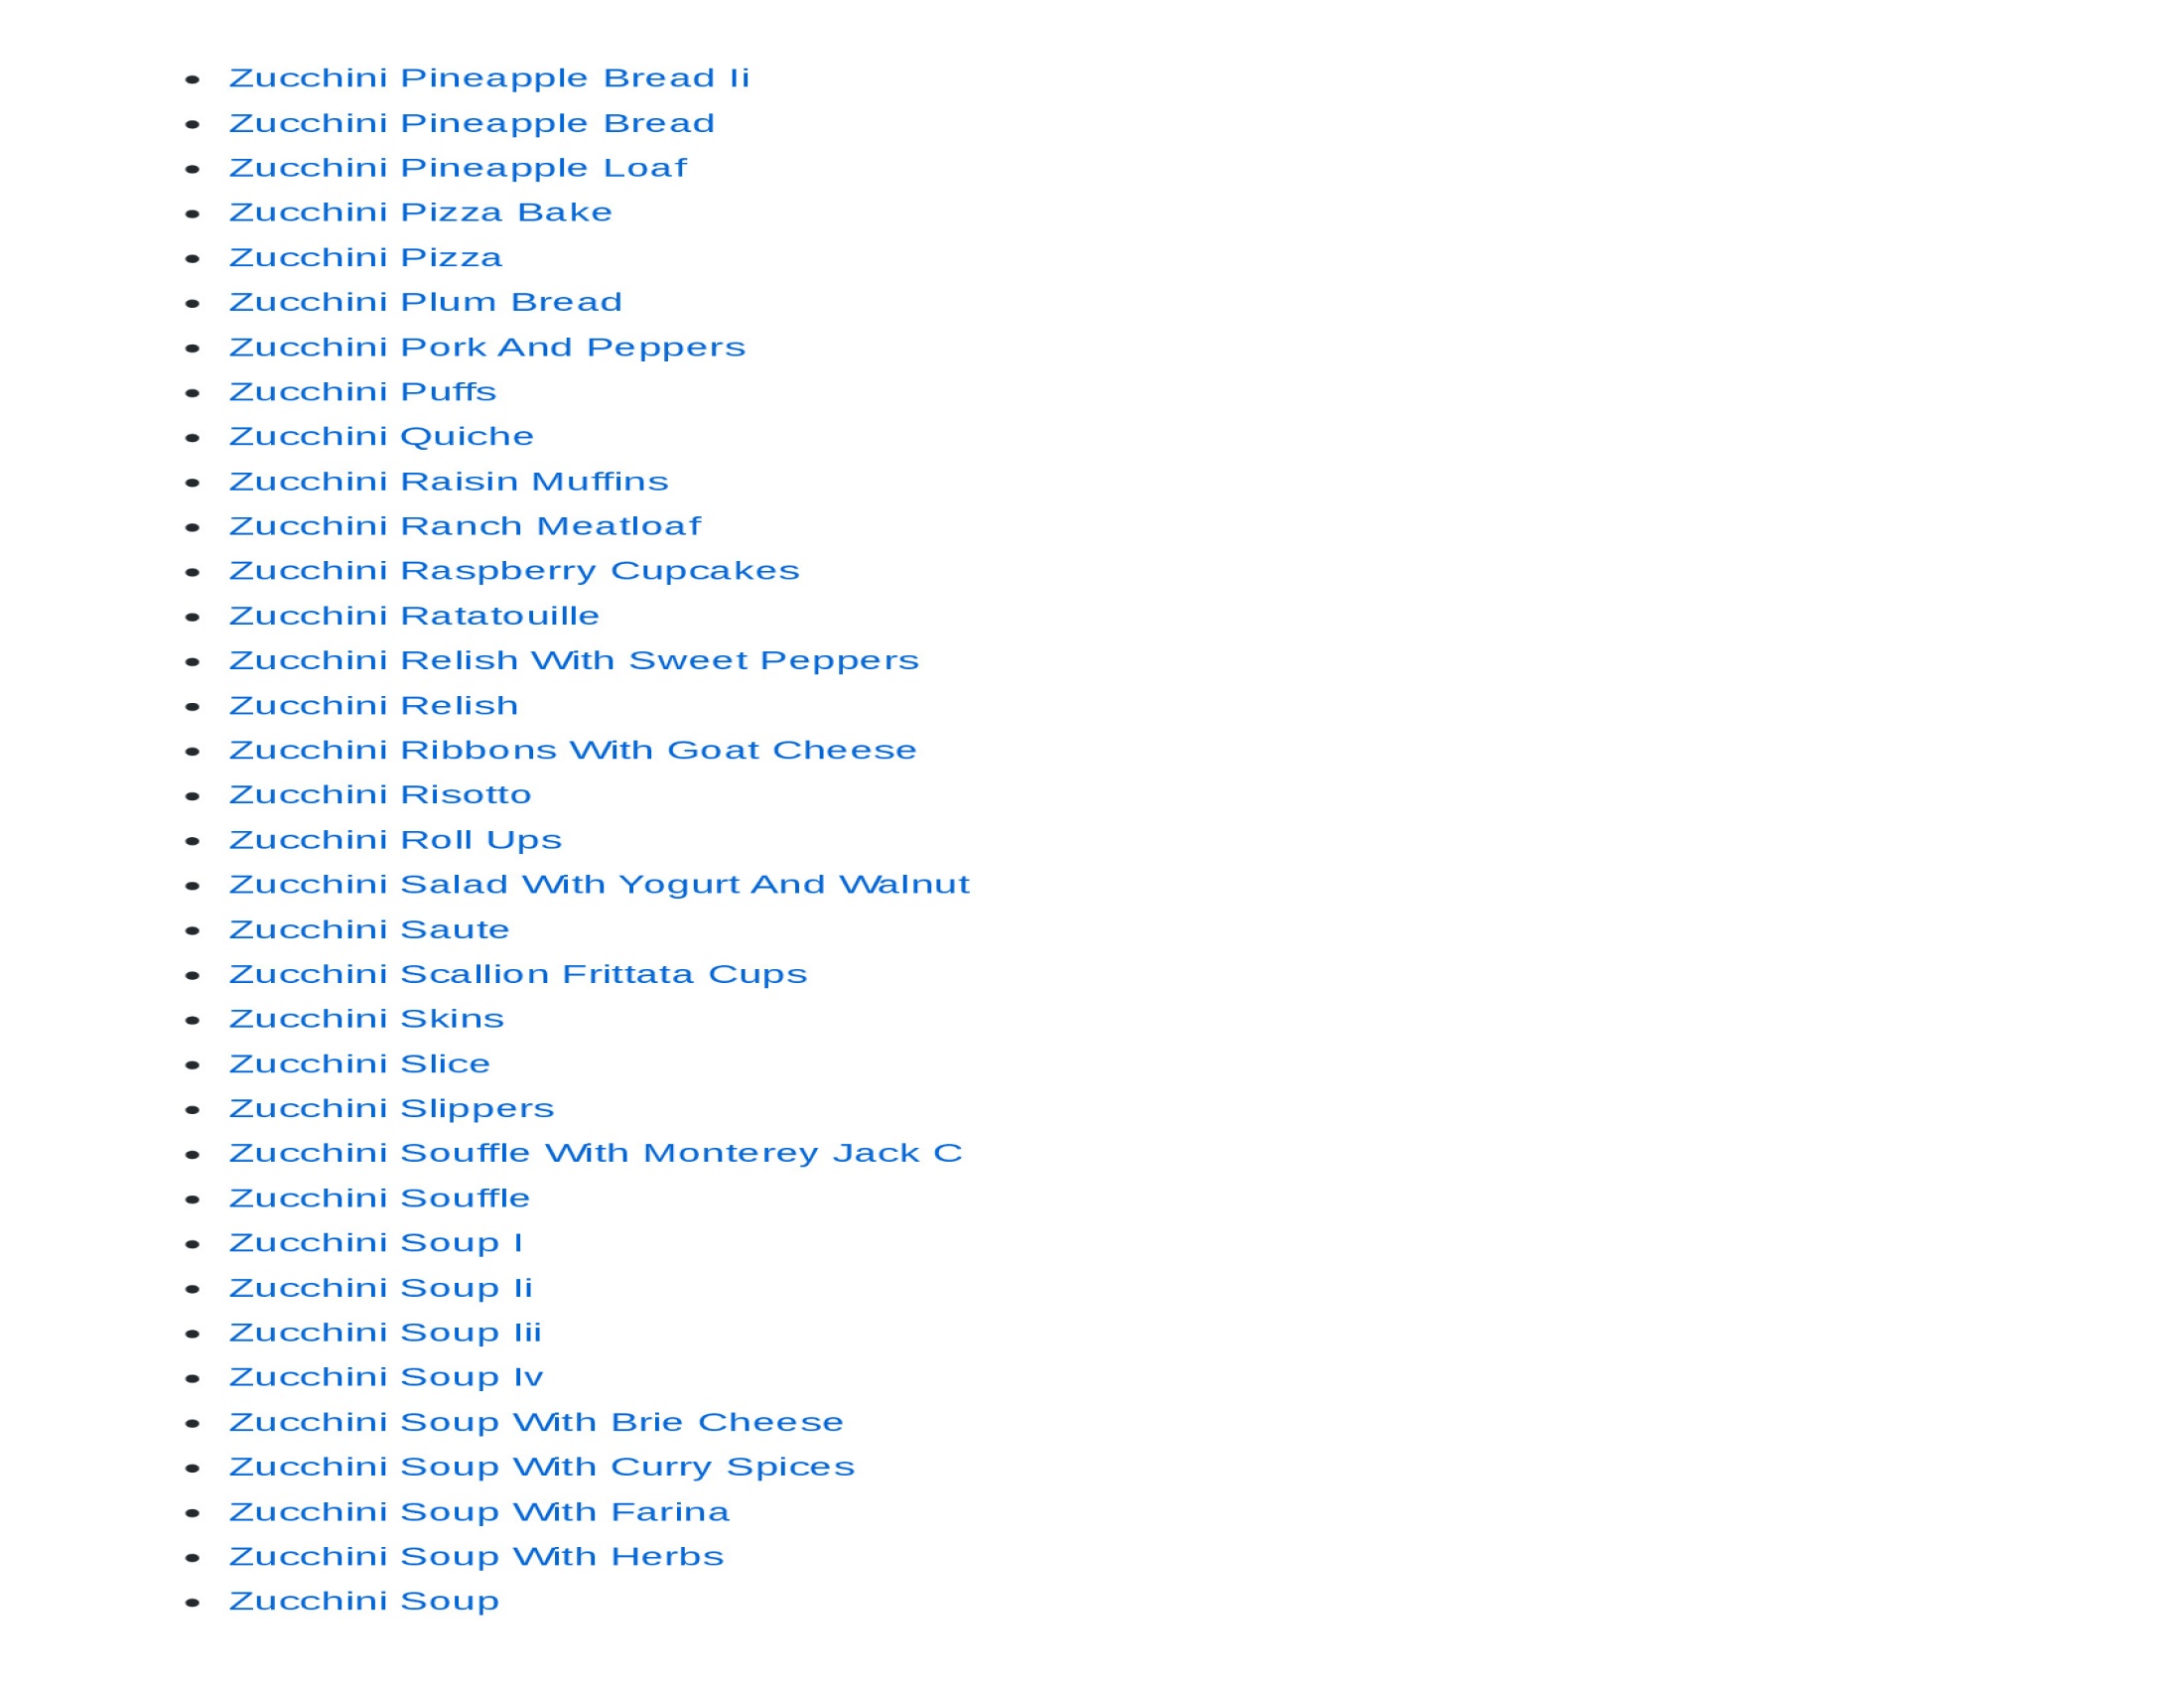 Zucchini Pineapple Bread Ii
Zucchini Pineapple Bread
Zucchini Pineapple Loaf
Zucchini Pizza Bake
Zucchini Pizza
Zucchini Plum Bread
Zucchini Pork And Peppers
Zucchini Puffs
Zucchini Quiche
Zucchini Raisin Muffins
Zucchini Ranch Meatloaf
Zucchini Raspberry Cupcakes
Zucchini Ratatouille
Zucchini Relish With Sweet Peppers
Zucchini Relish
Zucchini Ribbons With Goat Cheese
Zucchini Risotto
Zucchini Roll Ups
Zucchini Salad With Yogurt And Walnut
Zucchini Saute
Zucchini Scallion Frittata Cups
Zucchini Skins
Zucchini Slice
Zucchini Slippers
Zucchini Souffle With Monterey Jack C
Zucchini Souffle
Zucchini Soup I
Zucchini Soup Ii
Zucchini Soup Iii
Zucchini Soup Iv
Zucchini Soup With Brie Cheese
Zucchini Soup With Curry Spices
Zucchini Soup With Farina
Zucchini Soup With Herbs
Zucchini Soup